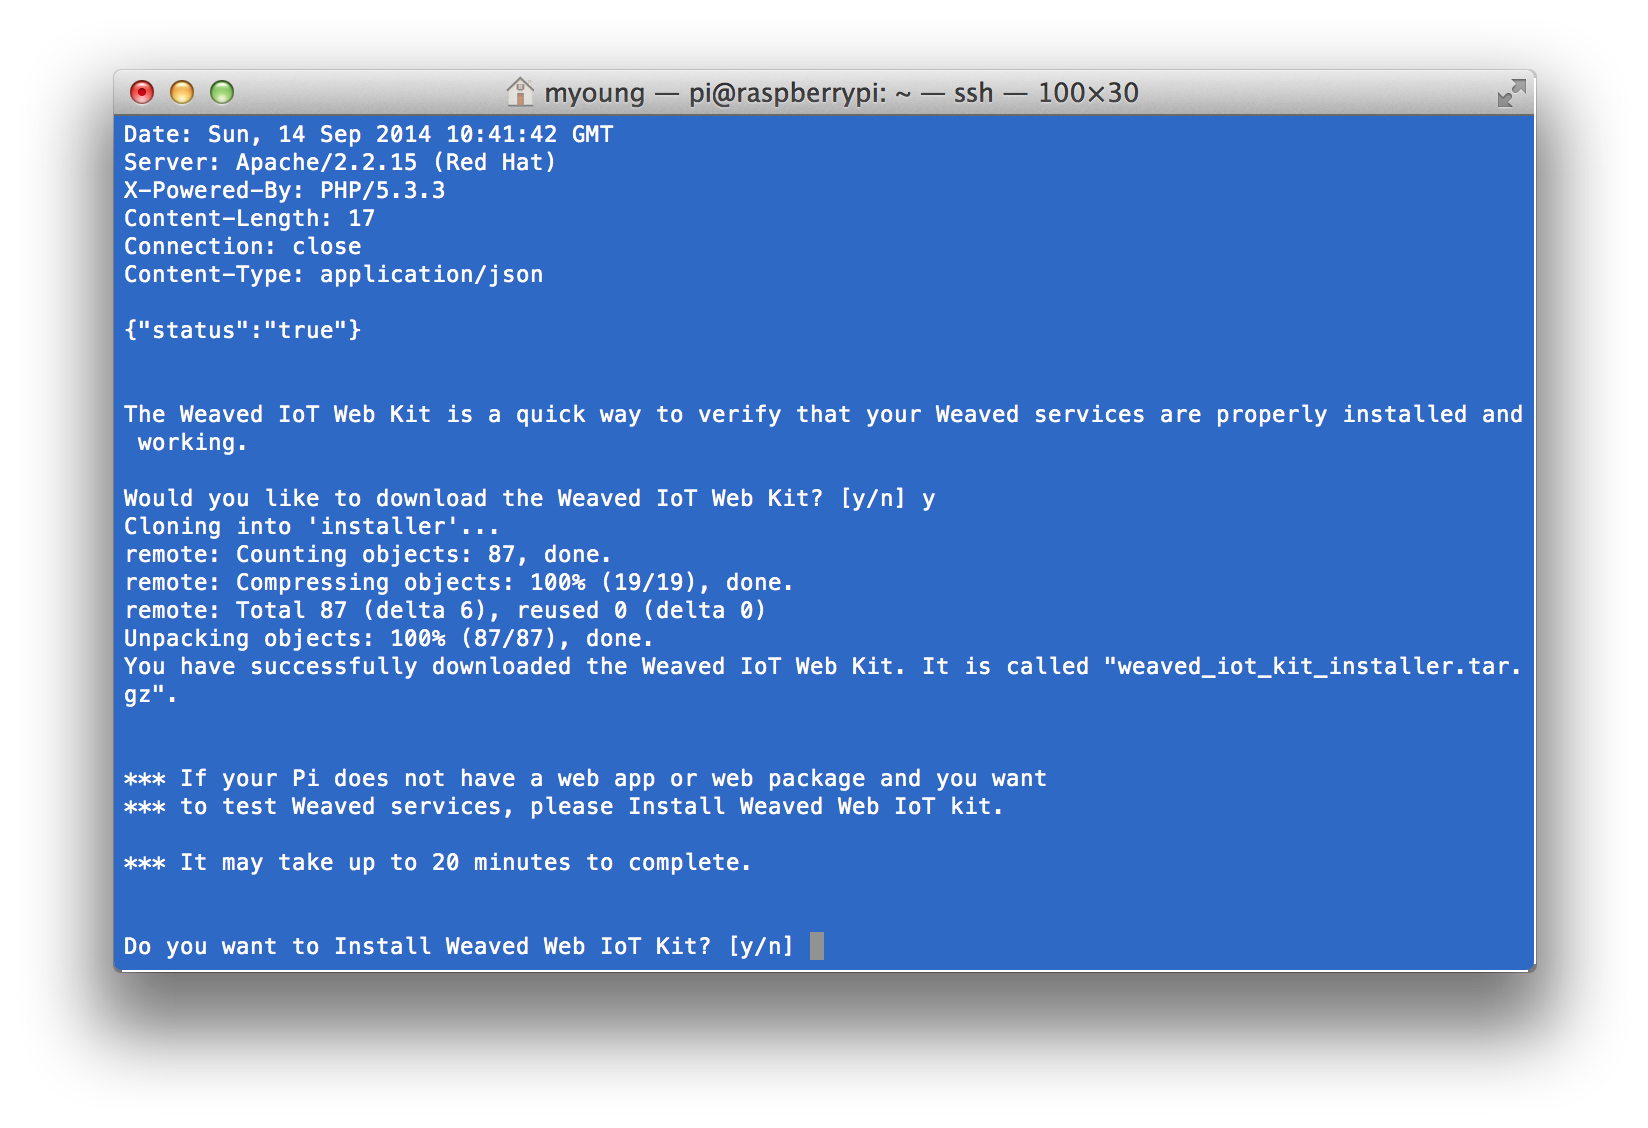 myoung — pi@raspberrypi: ~ — ssh — 100×30
Date: Sun, 14 Sep 2014 10:41:42 GMT
Server: Apache/2.2.15 (Red Hat)
X-Powered-By: PHP/5.3.3
Content-Length: 17
Connection: close
Content-Type: application/json
{"status":"true"}
The Weaved IoT Web Kit is a quick way to verify that your Weaved services are properly installed and
working.
Would you like to download the Weaved IoT Web Kit? [y/n] y
Cloning into 'installer'...
remote: Counting objects: 87, done.
remote: Compressing objects: 100% (19/19), done.
remote: Total 87 (delta 6), reused 0 (delta 0)
Unpacking objects: 100% (87/87), done.
You have successfully downloaded the Weaved IoT Web Kit. It is called "weaved_iot_kit_installer.tar.
gz".
*** If your Pi does not have a web app or web package and you want
*** to test Weaved services, please Install Weaved Web IoT kit.
*** It may take up to 20 minutes to complete.
Do you want to Install Weaved Web IoT Kit? [y/n]